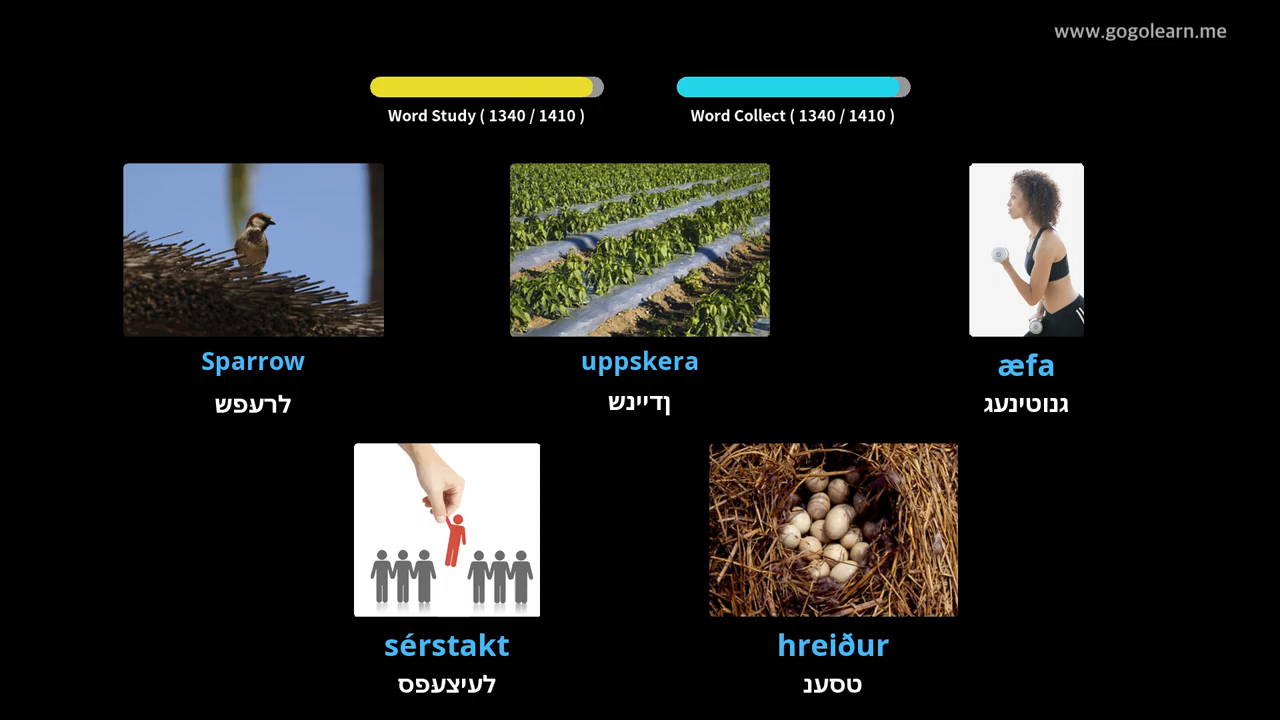 www.gogolearn.me
Word Study ( 1340 / 1410 )
Word Collect ( 1340 / 1410 )
Sparrow
לרעפש
uppskera
ןדיינש
æfa
גנוטינעג
sérstakt
לעיצעפס
hreiður
טסענ